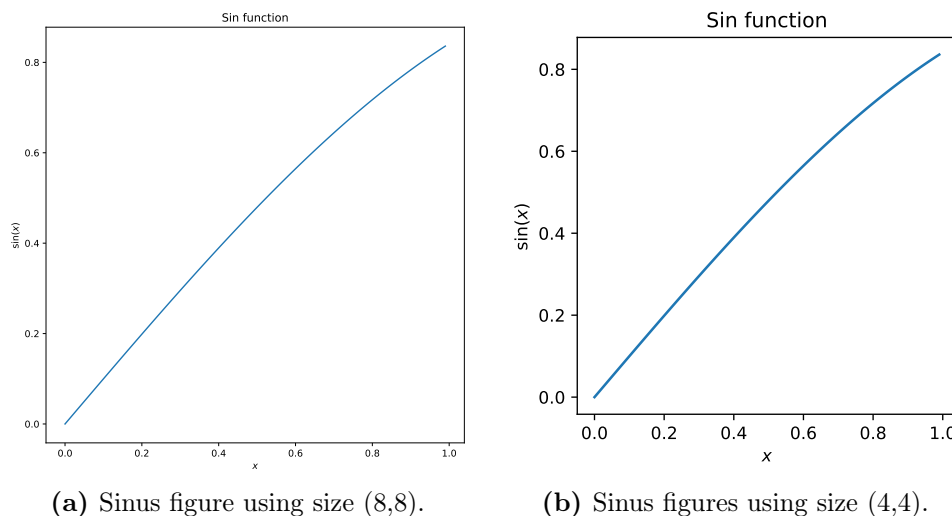 Sin function
0.8
0.6
0.4
0.2
0.0
sin(x)
0.0 0.2 0.4 0.6 0.8 1.0
x
(a) Sinus figure using size (8,8).
Sin function
0.8
0.6
0.4
0.2
0.0
sin(x)
0.0 0.2 0.4 0.6 0.8 1.0
x
(b) Sinus figures using size (4,4).